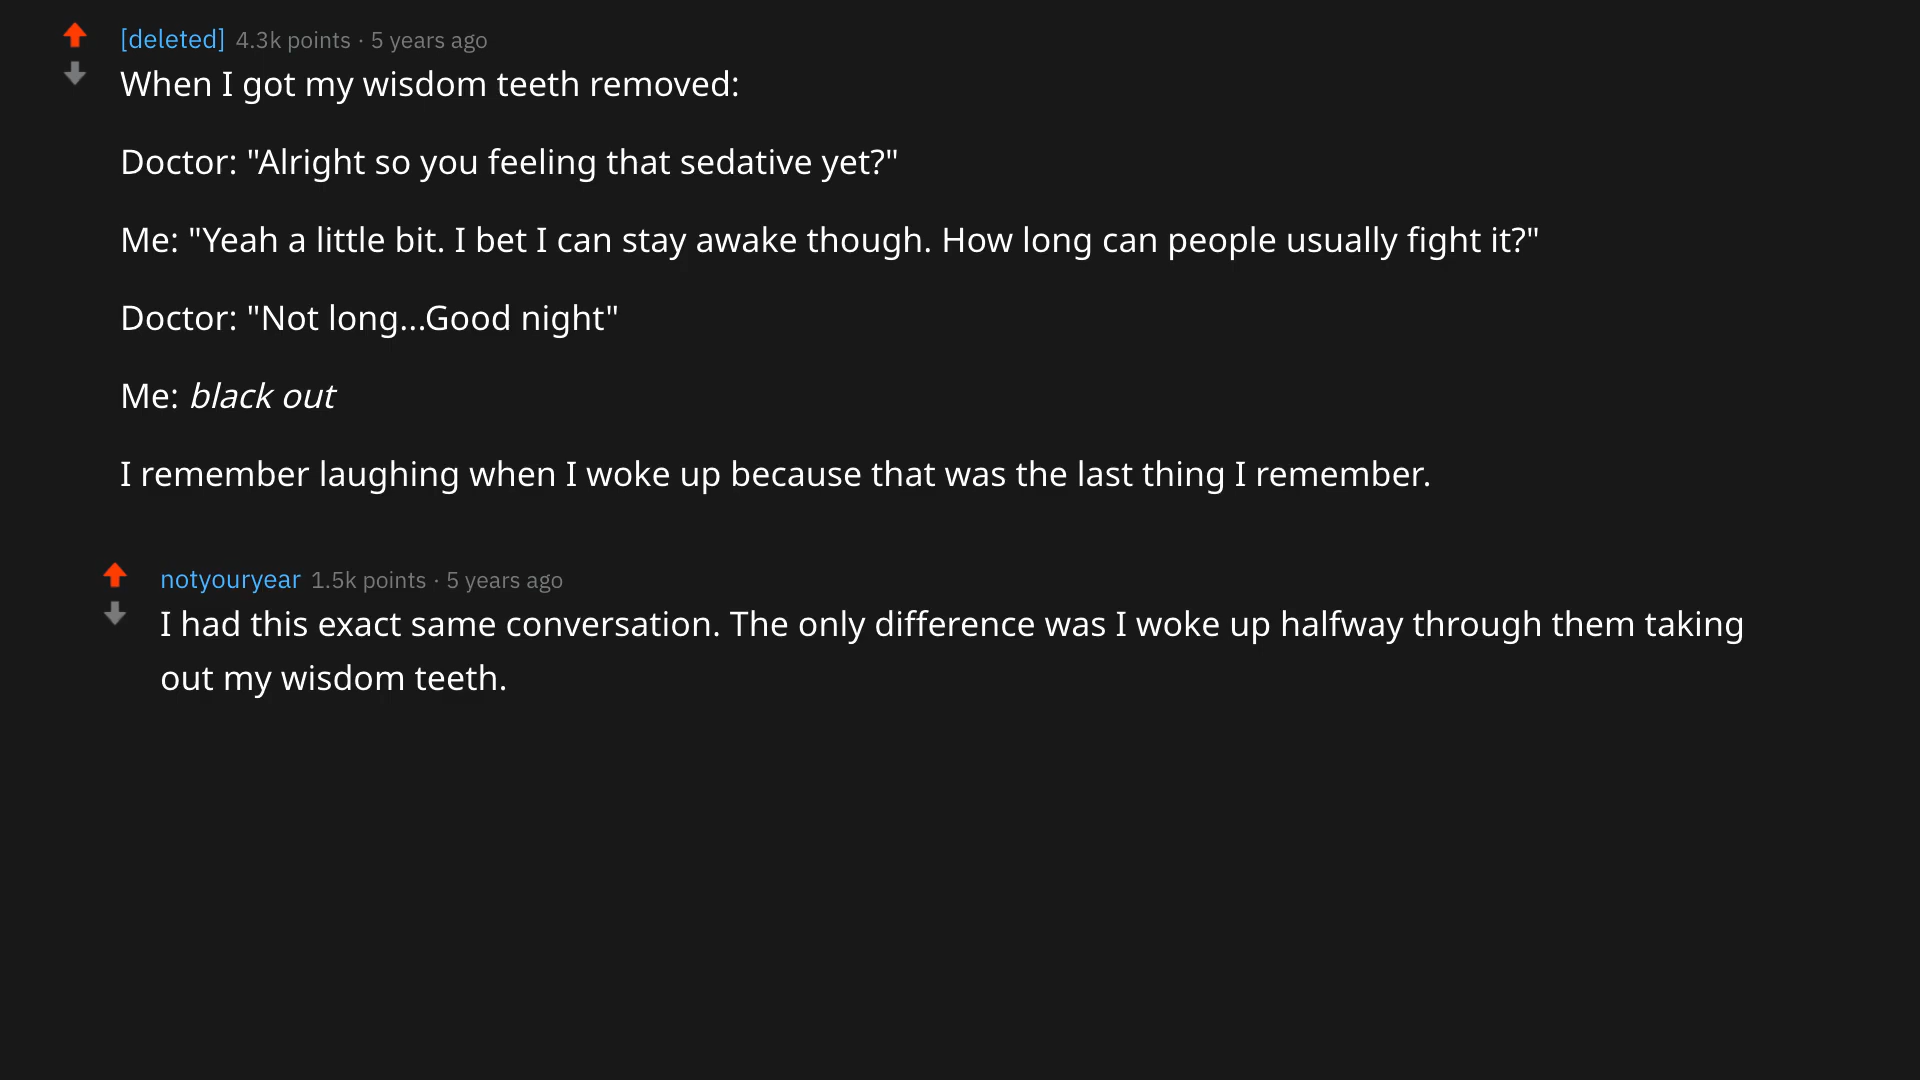 [deleted] 4.3k points · 5 years ago
When I got my wisdom teeth removed:
Doctor: "Alright so you feeling that sedative yet?"
Me: "Yeah a little bit. I bet I can stay awake though. How long can people usually fight it?"
Doctor: "Not long...Good night"
Me: black out
I remember laughing when I woke up because that was the last thing I remember.
notyouryear 1.5k points · 5 years ago
I had this exact same conversation. The only difference was I woke up halfway through them taking
out my wisdom teeth.